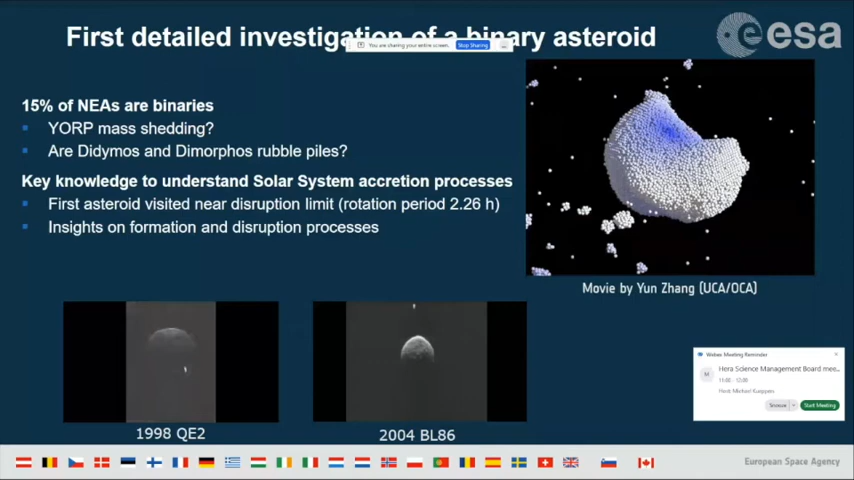 First detailed investigation of a binary asteroid
You are sharing your entire screen. Stop Sharing
esa
15% of NEAs are binaries
YORP mass shedding?
Are Didymos and Dimorphos rubble piles?
Key knowledge to understand Solar System accretion processes
First asteroid visited near disruption limit (rotation period 2.26 h)
Insights on formation and disruption processes
Movie by Yun Zhang (UCA/OCA)
Webex Meeting Reminder
M
Hera Science Management Board mee...
Host: Michael Kueppers
Snooze
Start Meeting
1998 QE2
2004 BL86
European Space Agency